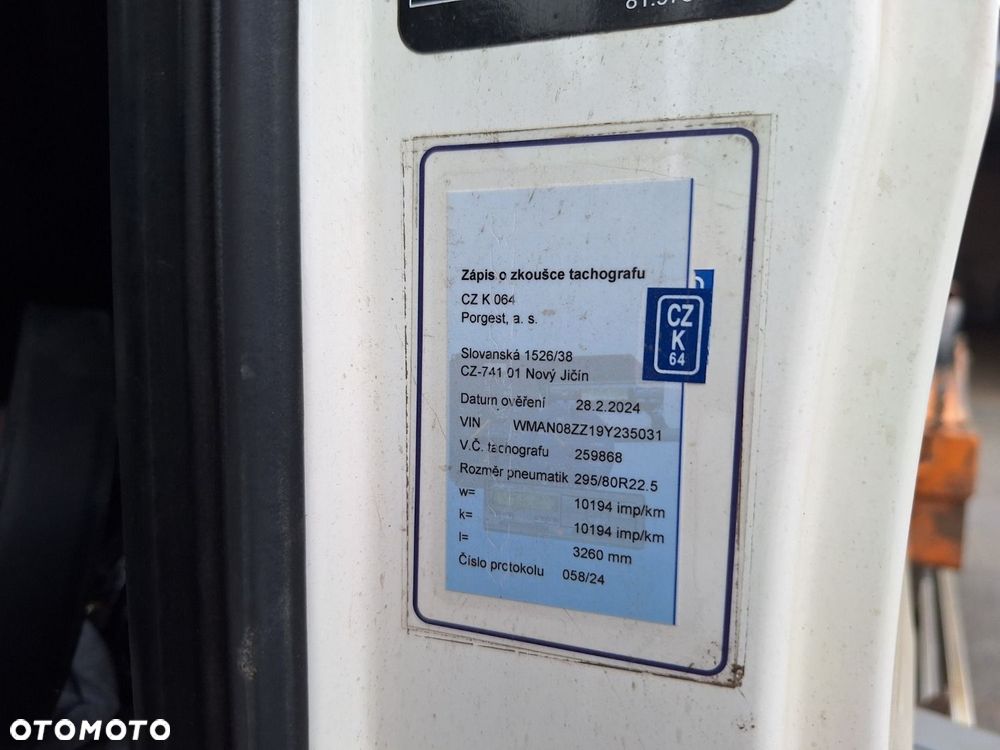 Zápis o zkoušce tachografu
CZ K 064
Porgest, a. s.
CZ
K
64
Slovanská 1526/38
CZ-741 01 Nový Jičín
Datum ověření 28.2.2024
VIN WMAN08ZZ19Y235031
V.Č. tachografu 259868
Rozměr pneumatik 295/80R22.5
w= 10194 imp/km
k= 10194 imp/km
l= 3260 mm
Číslo protokolu 058/24
OTOMOTO